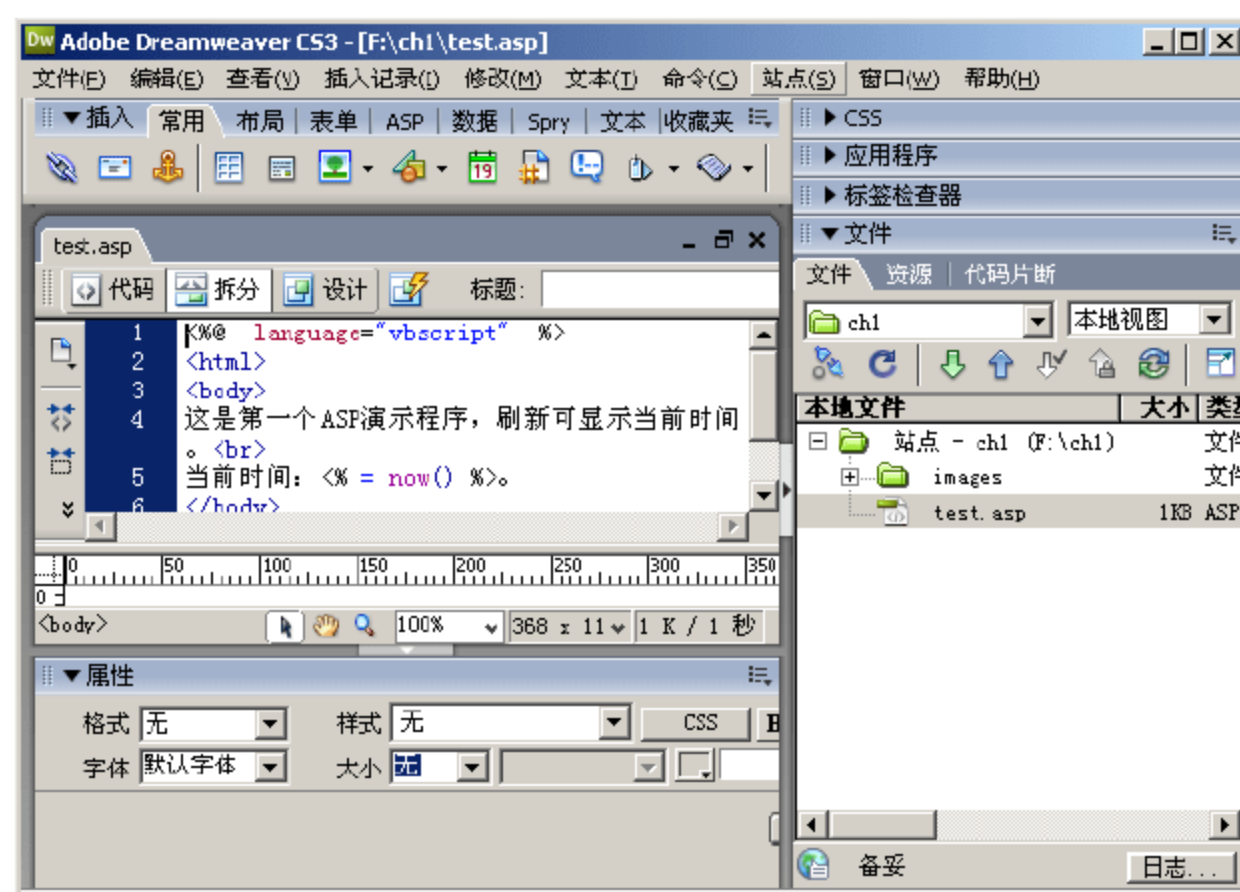 Dw Adobe Dreamweaver CS3 - [F:\ch1\test.asp]
文件(F) 编辑(E) 查看(V) 插入记录(I) 修改(M) 文本(T) 命令(C) 站点(S) 窗口(W) 帮助(H)
▼插入 常用 布局 表单 ASP 数据 Spry 文本 收藏夹
19
CSS
应用程序
标签检查器
文件
文件 资源 代码片断
ch1 本地视图
本地文件 大小
站点 - ch1 (F:\ch1)
images
test.asp 1KB ASP
备妥 日志...
test.asp
代码 拆分 设计 标题:
1 <%@ language="vbscript" %>
2 <html>
3 <body>
4 这是第一个ASP演示程序，刷新可显示当前时间
。<br>
5 当前时间：<% = now() %>。
6 </body>
0 50 100 150 200 250 300 350
0
<body> 100% 368 x 11 1 K / 1 秒
▼属性
格式 无 样式 无 CSS B
字体 默认字体 大小 无